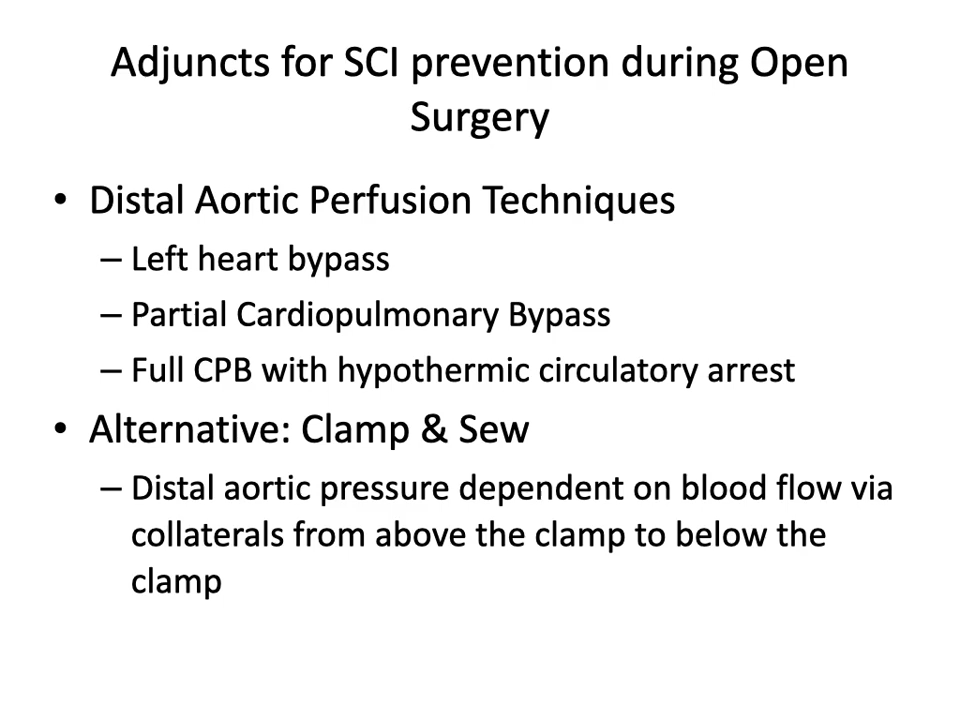 Adjuncts for SCI prevention during Open
Surgery
• Distal Aortic Perfusion Techniques
– Left heart bypass
– Partial Cardiopulmonary Bypass
– Full CPB with hypothermic circulatory arrest
• Alternative: Clamp & Sew
– Distal aortic pressure dependent on blood flow via
collaterals from above the clamp to below the
clamp